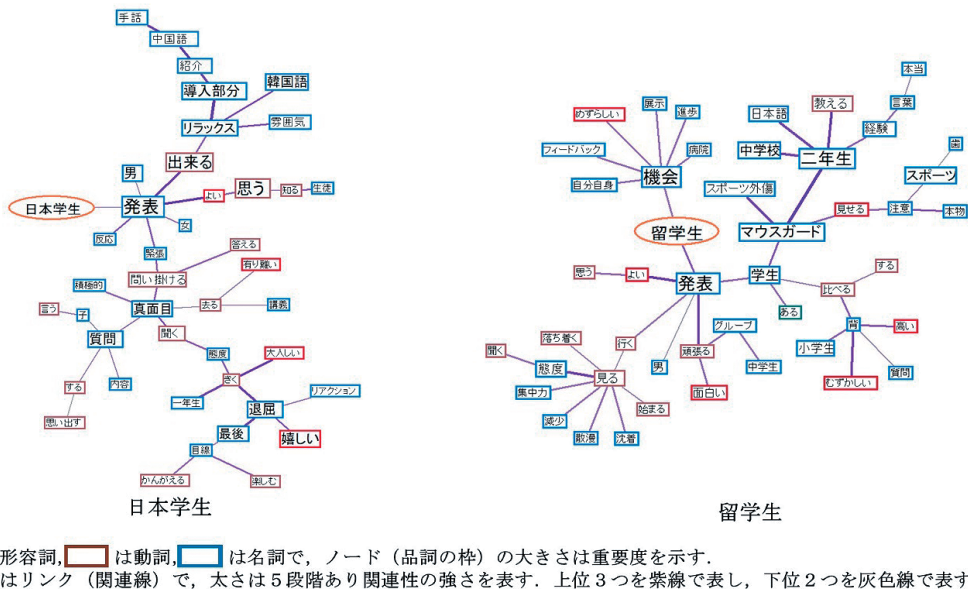 手話
中国語
紹介
導入部分
韓国語
リラックス
雰囲気
出来る
男
発表
よい
思う
知る
生徒
日本学生
反応
女
緊張
答える
問い掛ける
有り難い
積極的
真面目
去る
講義
言う
子
質問
聞く
態度
大人しい
する
内容
きく
一年生
リアクション
思い出す
退屈
最後
嬉しい
目線
かんがえる
楽しむ
日本学生
本当
展示
めずらしい
進歩
日本語
教える
言葉
経験
フィードバック
病院
中学校
二年生
歯
自分自身
機会
スポーツ外傷
スポーツ
見せる
注意
本物
留学生
マウスガード
思う
よい
発表
学生
する
比べる
ある
落ち着く
グループ
背
高い
聞く
行く
頑張る
小学生
態度
見る
男
中学生
質問
集中力
面白い
むずかしい
減少
始まる
散漫
沈着
留学生
形容詞, は動詞, は名詞で，ノード（品詞の枠）の大きさは重要度を示す．
はリンク（関連線）で，太さは５段階あり関連性の強さを表す．上位３つを紫線で表し，下位２つを灰色線で表す